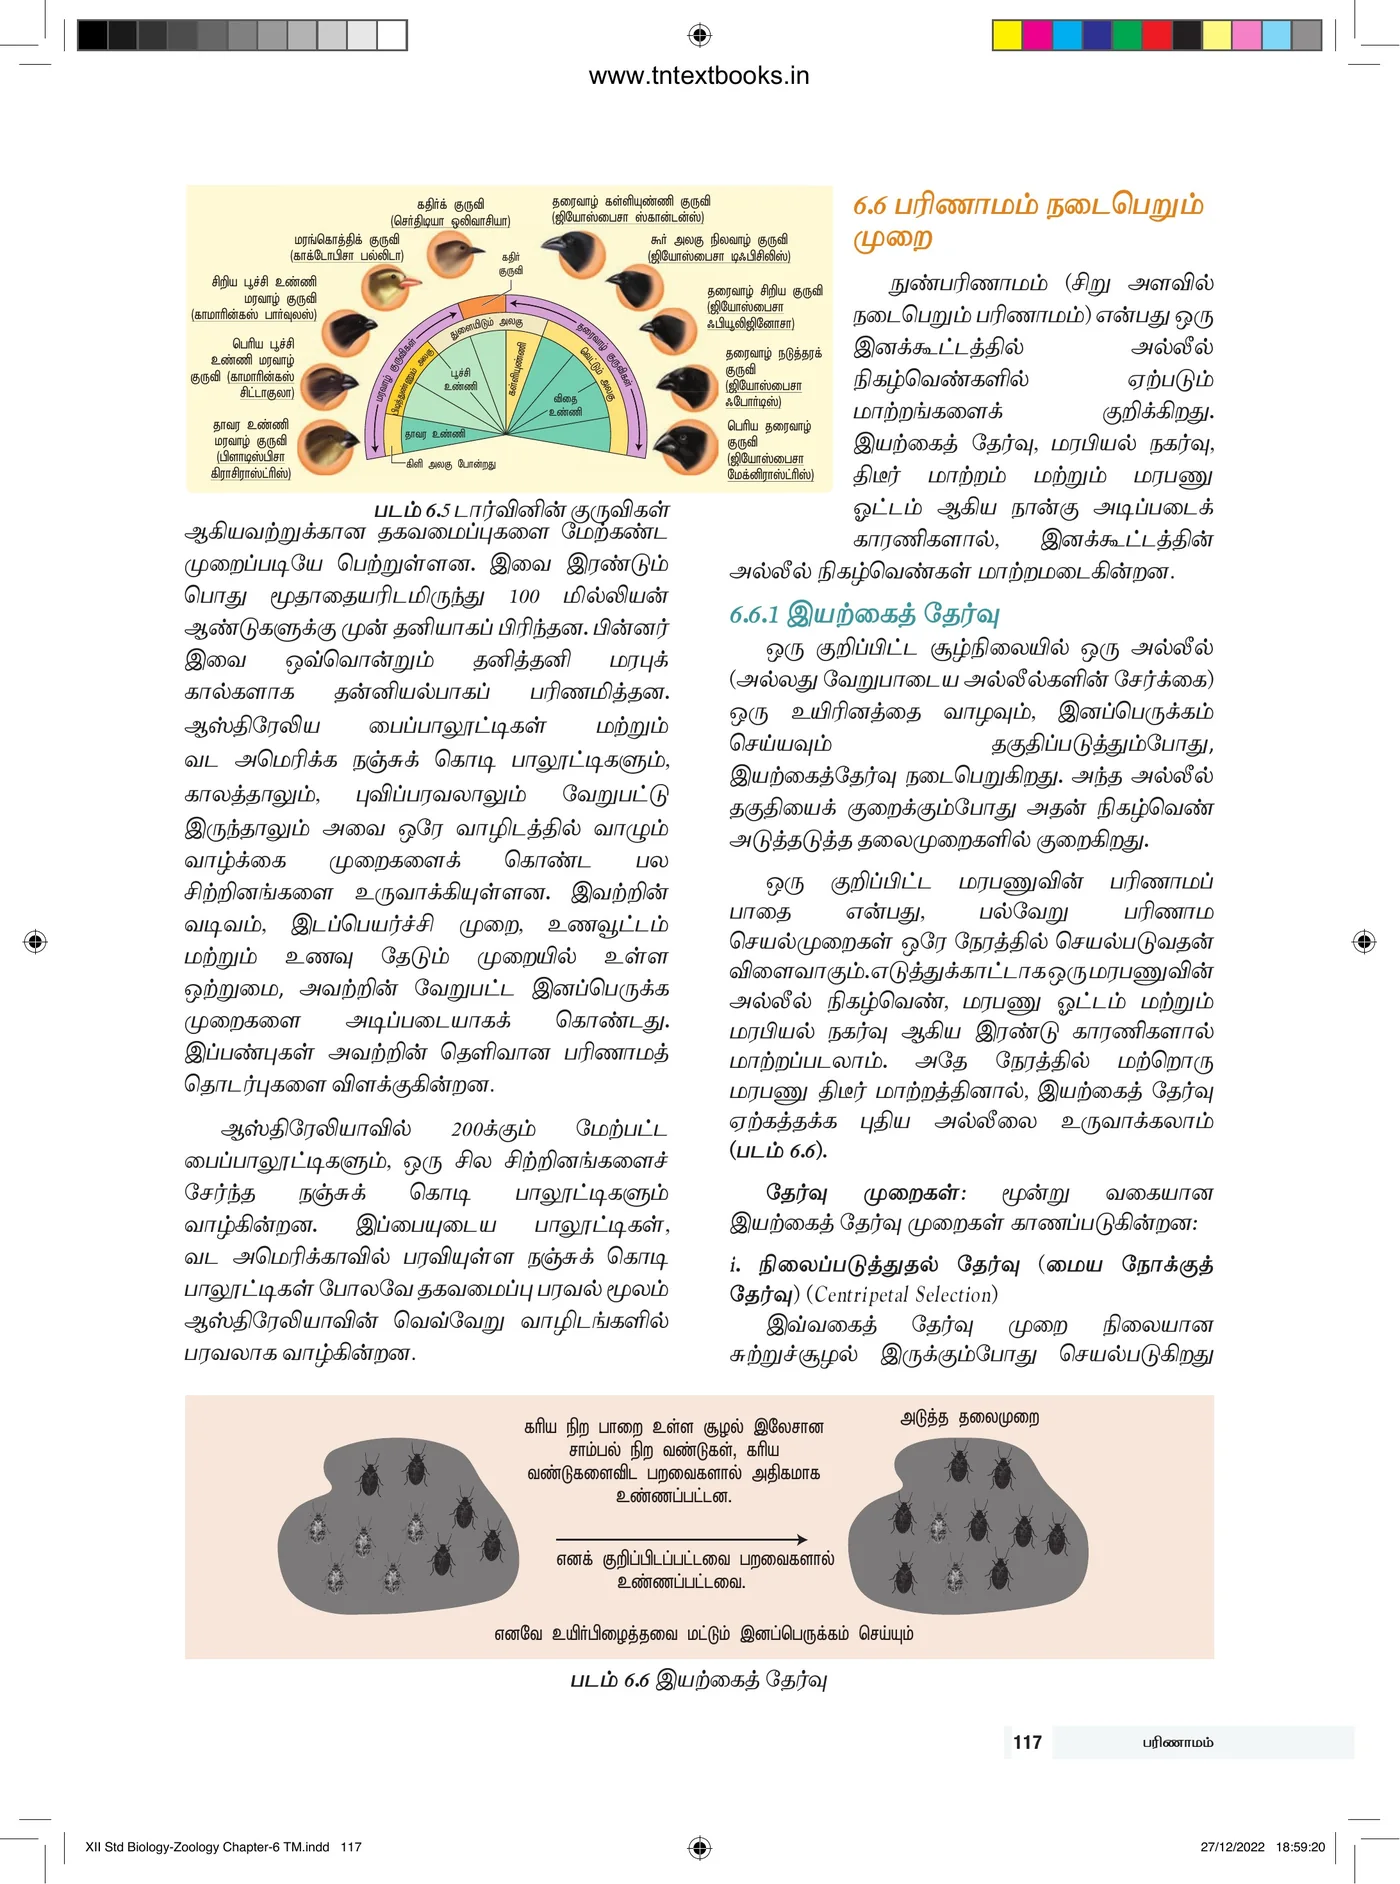 www.tntextbooks.in
கதிர்க் குருவி
(செர்திடியா ஒலிவாசியா)
தரைவாழ் கள்ளியுண்ணி குருவி
(ஜியோஸ்பைசா ஸ்கான்டன்ஸ்)
மரங்கொத்திக் குருவி
(காக்டோபிசா பல்லிடா)
கூர் அலகு நிலவாழ் குருவி
(ஜியோஸ்பைசா டிஃபிசிலிஸ்)
சிறிய பூச்சி உண்ணி
மரவாழ் குருவி
(காமாரின்கஸ் பார்வுலஸ்)
தரைவாழ் சிறிய குருவி
(ஜியோஸ்பைசா
ஃபியூலிஜினோசா)
பெரிய பூச்சி
உண்ணி மரவாழ்
குருவி (காமாரின்கஸ்
சிட்டாகுலா)
தரைவாழ் நடுத்தரக்
குருவி
(ஜியோஸ்பைசா
ஃபோர்டிஸ்)
தாவர உண்ணி
மரவாழ் குருவி
(பிளாடிஸ்பிசா
கிராசிராஸ்ட்ரிஸ்)
பெரிய தரைவாழ்
குருவி
(ஜியோஸ்பைசா
மேக்னிராஸ்ட்ரிஸ்)
கதிர்
குருவி
மரவாழ் குருவிகள்
தரைவாழ் குருவிகள்
துளையிடும் அலகு
பிடித்துண்ணும் அலகு
வெட்டும் அலகு
பூச்சி
உண்ணி
கள்ளியுண்ணி
விதை
உண்ணி
தாவர உண்ணி
கிளி அலகு போன்றது
படம் 6.5 டார்வினின் குருவிகள்
ஆகியவற்றுக்கான தகவமைப்புகளை மேற்கண்ட
முறைப்படியே பெற்றுள்ளன. இவை இரண்டும்
பொது மூதாதையரிடமிருந்து 100 மில்லியன்
ஆண்டுகளுக்கு முன் தனியாகப் பிரிந்தன. பின்னர்
இவை ஒவ்வொன்றும் தனித்தனி மரபுக்
கால்களாக தன்னியல்பாகப் பரிணமித்தன.
ஆஸ்திரேலிய பைப்பாலூட்டிகள் மற்றும்
வட அமெரிக்க நஞ்சுக் கொடி பாலூட்டிகளும்,
காலத்தாலும், புவிப்பரவலாலும் வேறுபட்டு
இருந்தாலும் அவை ஒரே வாழிடத்தில் வாழும்
வாழ்க்கை முறைகளைக் கொண்ட பல
சிற்றினங்களை உருவாக்கியுள்ளன. இவற்றின்
வடிவம், இடப்பெயர்ச்சி முறை, உணவூட்டம்
மற்றும் உணவு தேடும் முறையில் உள்ள
ஒற்றுமை, அவற்றின் வேறுபட்ட இனப்பெருக்க
முறைகளை அடிப்படையாகக் கொண்டது.
இப்பண்புகள் அவற்றின் தெளிவான பரிணாமத்
தொடர்புகளை விளக்குகின்றன.
ஆஸ்திரேலியாவில் 200க்கும் மேற்பட்ட
பைப்பாலூட்டிகளும், ஒரு சில சிற்றினங்களைச்
சேர்ந்த நஞ்சுக் கொடி பாலூட்டிகளும்
வாழ்கின்றன. இப்பையுடைய பாலூட்டிகள்,
வட அமெரிக்காவில் பரவியுள்ள நஞ்சுக் கொடி
பாலூட்டிகள் போலவே தகவமைப்பு பரவல் மூலம்
ஆஸ்திரேலியாவின் வெவ்வேறு வாழிடங்களில்
பரவலாக வாழ்கின்றன.
6.6 பரிணாமம் நடைபெறும்
முறை
நுண்பரிணாமம் (சிறு அளவில்
நடைபெறும் பரிணாமம்) என்பது ஒரு
இனக்கூட்டத்தில் அல்லீல்
நிகழ்வெண்களில் ஏற்படும்
மாற்றங்களைக் குறிக்கிறது.
இயற்கைத் தேர்வு, மரபியல் நகர்வு,
திடீர் மாற்றம் மற்றும் மரபணு
ஓட்டம் ஆகிய நான்கு அடிப்படைக்
காரணிகளால், இனக்கூட்டத்தின்
அல்லீல் நிகழ்வெண்கள் மாற்றமடைகின்றன.
6.6.1 இயற்கைத் தேர்வு
ஒரு குறிப்பிட்ட சூழ்நிலையில் ஒரு அல்லீல்
(அல்லது வேறுபாடைய அல்லீல்களின் சேர்க்கை)
ஒரு உயிரினத்தை வாழவும், இனப்பெருக்கம்
செய்யவும் தகுதிப்படுத்தும்போது,
இயற்கைத்தேர்வு நடைபெறுகிறது. அந்த அல்லீல்
தகுதியைக் குறைக்கும்போது அதன் நிகழ்வெண்
அடுத்தடுத்த தலைமுறைகளில் குறைகிறது.
ஒரு குறிப்பிட்ட மரபணுவின் பரிணாமப்
பாதை என்பது, பல்வேறு பரிணாம
செயல்முறைகள் ஒரே நேரத்தில் செயல்படுவதன்
விளைவாகும்.எடுத்துக்காட்டாக ஒரு மரபணுவின்
அல்லீல் நிகழ்வெண், மரபணு ஓட்டம் மற்றும்
மரபியல் நகர்வு ஆகிய இரண்டு காரணிகளால்
மாற்றப்படலாம். அதே நேரத்தில் மற்றொரு
மரபணு திடீர் மாற்றத்தினால், இயற்கைத் தேர்வு
ஏற்கத்தக்க புதிய அல்லீலை உருவாக்கலாம்
(படம் 6.6).
தேர்வு முறைகள்: மூன்று வகையான
இயற்கைத் தேர்வு முறைகள் காணப்படுகின்றன:
i. நிலைப்படுத்துதல் தேர்வு (மைய நோக்குத்
தேர்வு) (Centripetal Selection)
இவ்வகைத் தேர்வு முறை நிலையான
சுற்றுச்சூழல் இருக்கும்போது செயல்படுகிறது
கரிய நிற பாறை உள்ள சூழல் இலேசான
சாம்பல் நிற வண்டுகள், கரிய
வண்டுகளைவிட பறவைகளால் அதிகமாக
உண்ணப்பட்டன.
அடுத்த தலைமுறை
எனக் குறிப்பிடப்பட்டவை பறவைகளால்
உண்ணப்பட்டவை.
எனவே உயிர்பிழைத்தவை மட்டும் இனப்பெருக்கம் செய்யும்
படம் 6.6 இயற்கைத் தேர்வு
117
பரிணாமம்
XII Std Biology-Zoology Chapter-6 TM.indd 117
27/12/2022 18:59:20